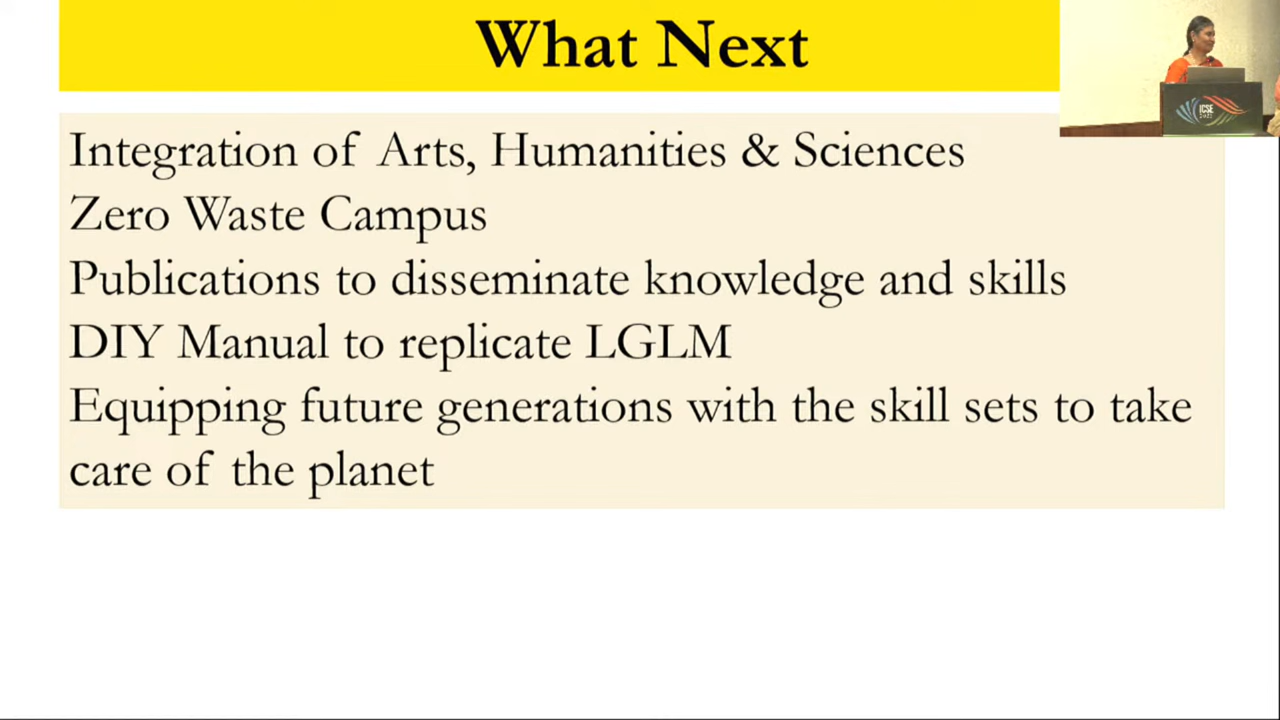 What Next
ICSE
Integration of Arts, Humanities & Sciences
Zero Waste Campus
Publications to disseminate knowledge and skills
DIY Manual to replicate LGLM
Equipping future generations with the skill sets to take
care of the planet